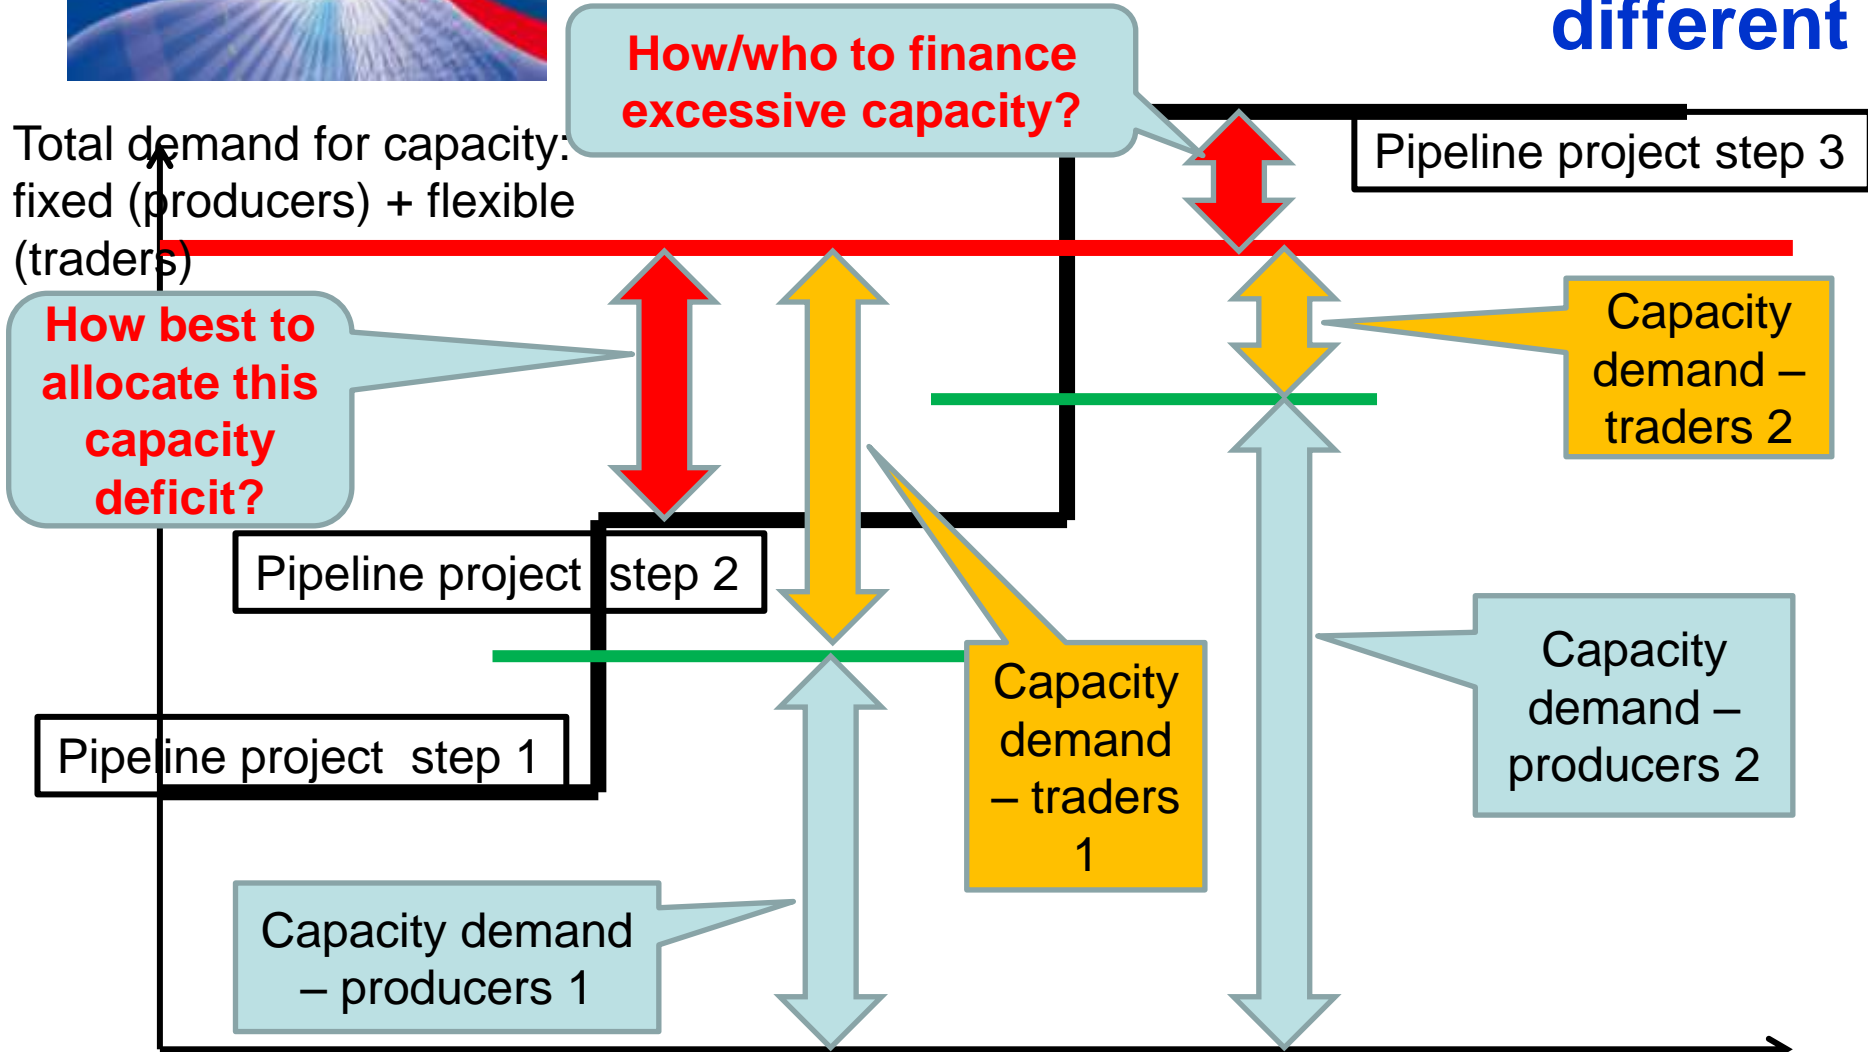 different
How/who to finance
excessive capacity?
Total demand for capacity:
fixed (producers) + flexible
(traders)
Pipeline project step 3
How best to
allocate this
capacity
deficit?
Capacity
demand –
traders 2
Pipeline project  step 2
Capacity
demand
– traders
1
Capacity
demand –
producers 2
Pipeline project  step 1
Capacity demand
– producers 1